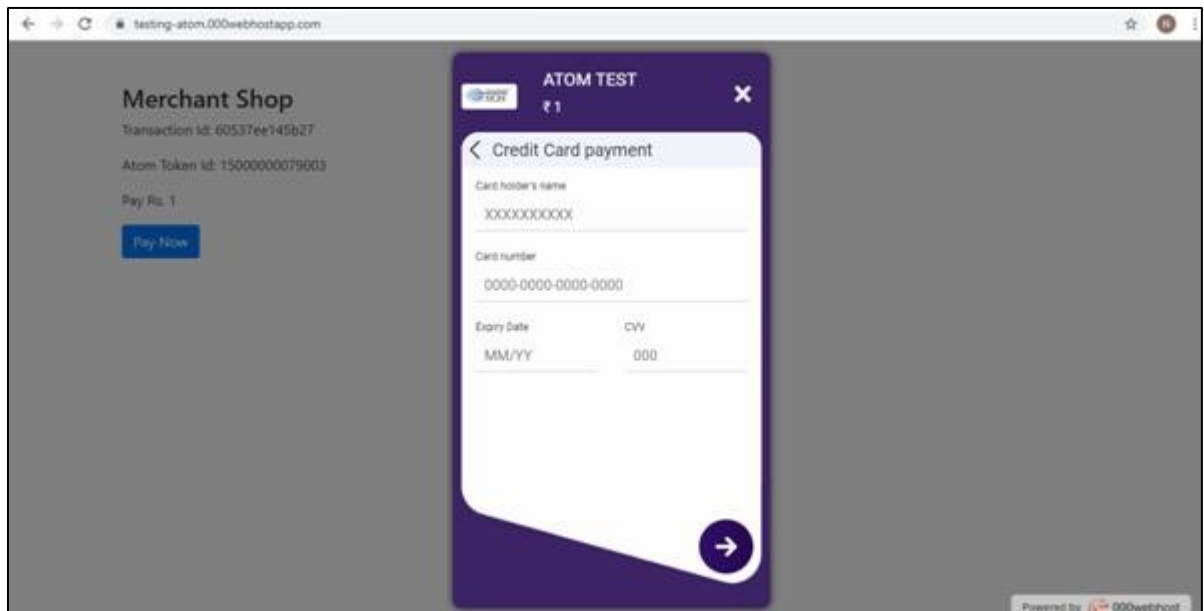 testing-atom.000webhostapp.com
Merchant Shop
Transaction Id: 60537ee145b27
Atom Token Id: 15000000079003
Pay Rs. 1
Pay Now
ATOM TEST
₹ 1
Credit Card payment
Card holder's name
XXXXXXXXXX
Card number
0000-0000-0000-0000
Expiry Date CVV
MM/YY 000
Powered by 000webhost